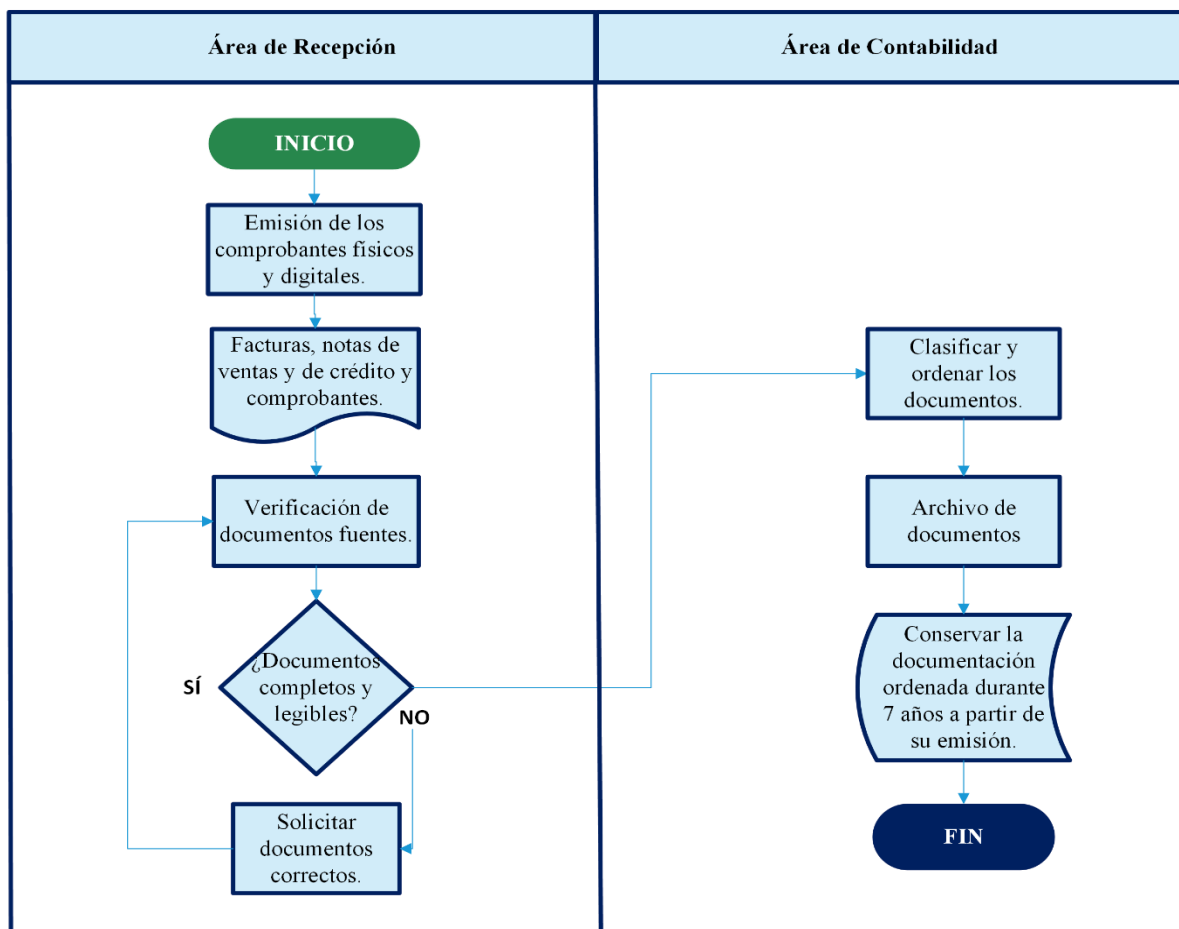 Área de Recepción
Área de Contabilidad
INICIO
Emisión de los
comprobantes físicos
y digitales.
Facturas, notas de
ventas y de crédito y
comprobantes.
Verificación de
documentos fuentes.
¿Documentos
completos y
legibles?
SÍ
NO
Solicitar
documentos
correctos.
Clasificar y
ordenar los
documentos.
Archivo de
documentos
Conservar la
documentación
ordenada durante
7 años a partir de
su emisión.
FIN